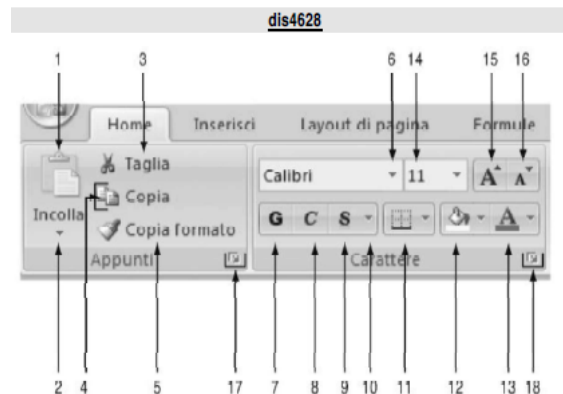 dis4628
1 3 6 14 15 16
Home Inserisci Layout di pagina Formule
Taglia
Calibri 11 A A
Copia
Incolla
G C S A
Copia formato
Appunti Carattere
2 4 5 17 7 8 9 10 11 12 13 18